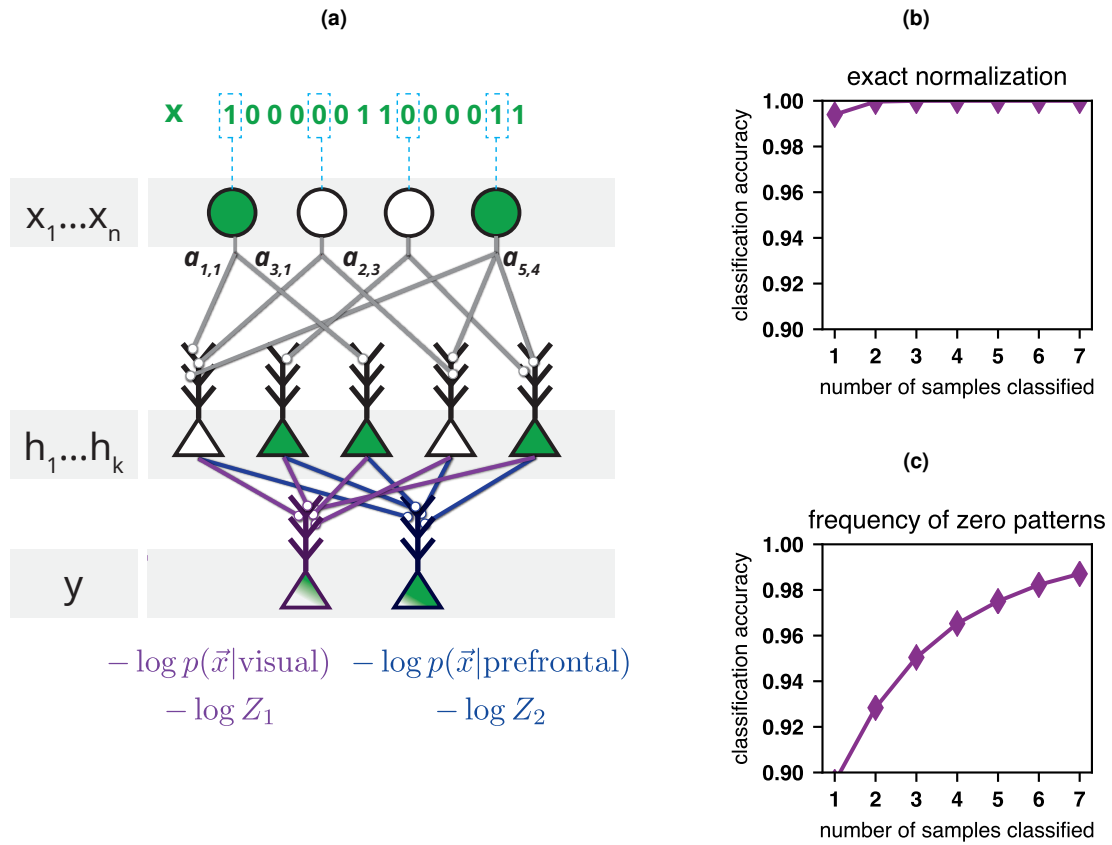 (a)
x 1 0 0 0 0 0 1 1 0 0 0 0 1 1
x1...xn
a1,1 a3,1 a2,3 a5,4
h1...hk
y
− log p(x⃗|visual) − log p(x⃗|prefrontal)
− log Z1 − log Z2
(b)
exact normalization
classification accuracy
1.00
0.98
0.96
0.94
0.92
0.90
1 2 3 4 5 6 7
number of samples classified
(c)
frequency of zero patterns
classification accuracy
1.00
0.98
0.96
0.94
0.92
0.90
1 2 3 4 5 6 7
number of samples classified